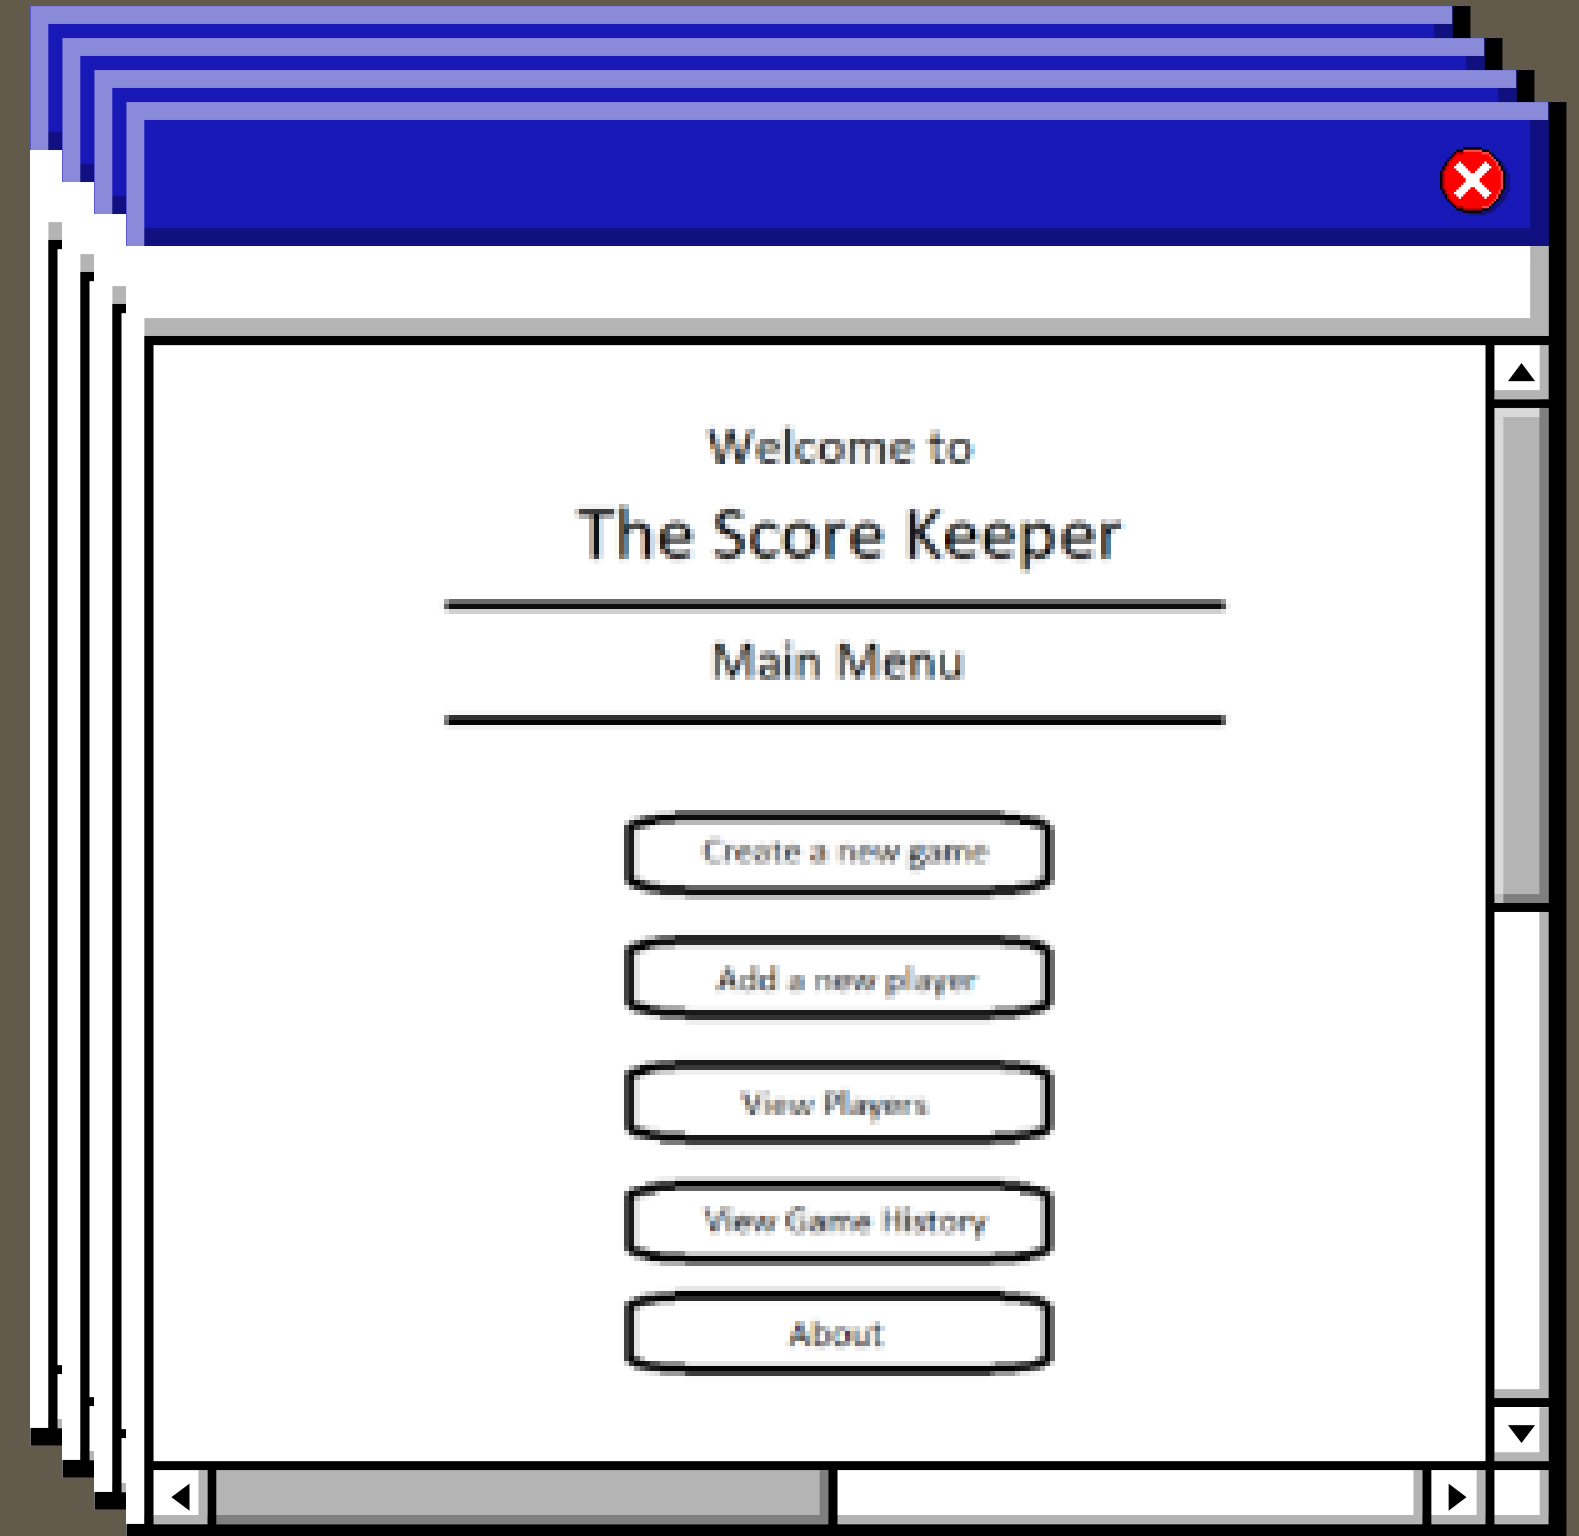 Welcome to
The Score Keeper
Main Menu
Create a new game
Add a new player
View Players
View Game History
About